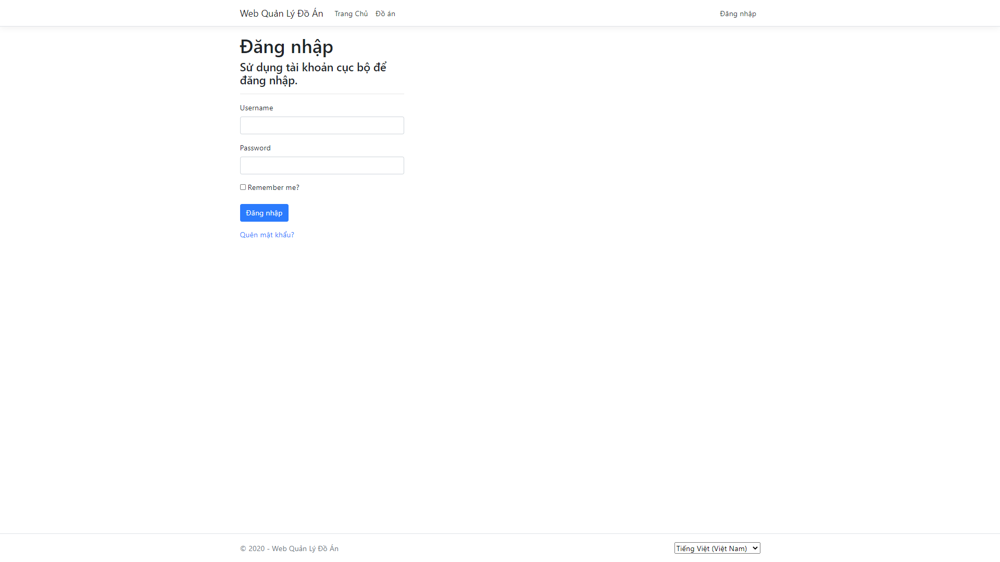 Web Quản Lý Đồ Án Trang Chủ Đồ án Đăng nhập
Đăng nhập
Sử dụng tài khoản cục bộ để
đăng nhập.
Username
Password
Remember me?
Đăng nhập
Quên mật khẩu?
© 2020 - Web Quản Lý Đồ Án Tiếng Việt (Việt Nam)